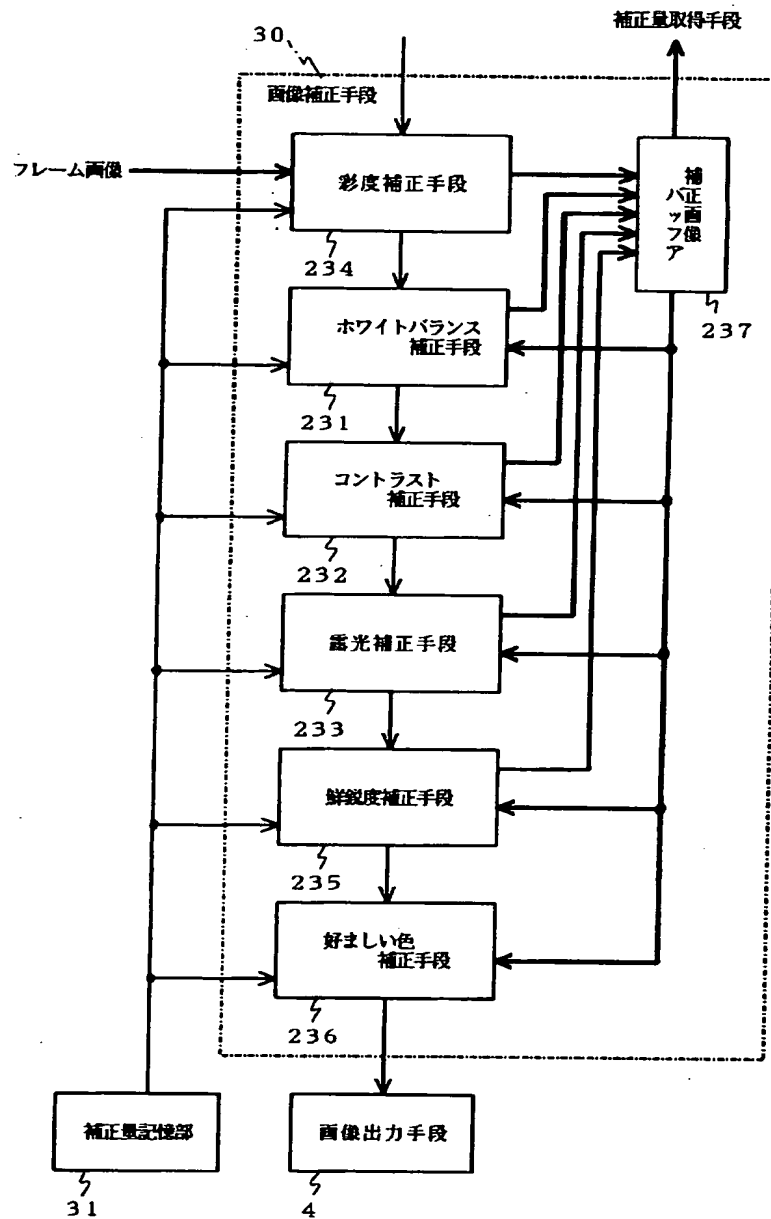 補正量取得手段
30
画像補正手段
フレーム画像
彩度補正手段
234
補正画像
バッファ
237
ホワイトバランス
補正手段
231
コントラスト
補正手段
232
露光補正手段
233
鮮鋭度補正手段
235
好ましい色
補正手段
236
補正量記憶部
31
画像出力手段
4